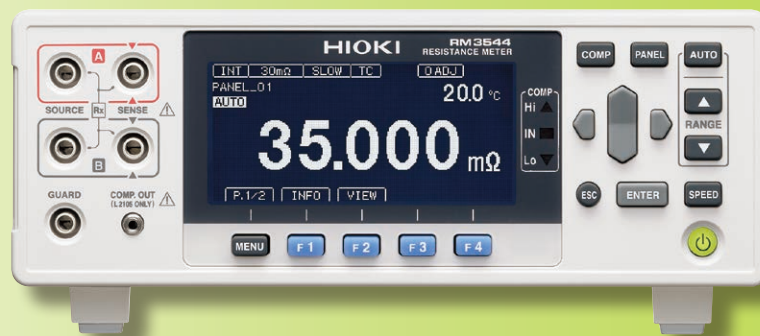 HIOKI
RM3544
RESISTANCE METER
A
SOURCE Rx SENSE
B
GUARD
COMP. OUT
(L2105 ONLY)
INT 30mΩ SLOW TC 0ADJ
PANEL_01
20.0 °C
AUTO
35.000 mΩ
P.1/2 INFO VIEW
COMP
Hi
IN
Lo
MENU F1 F2 F3 F4
COMP PANEL AUTO
RANGE
ESC ENTER SPEED